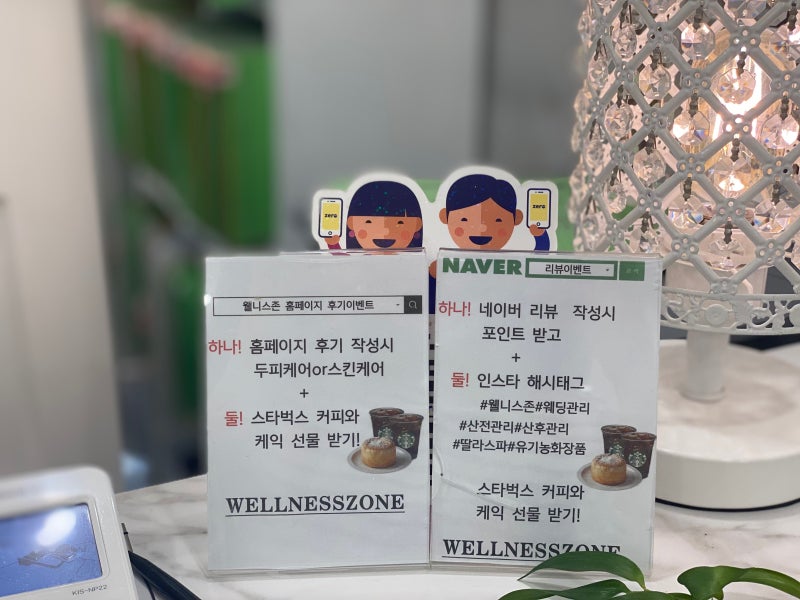 zero
zero
웰니스존 홈페이지 후기이벤트
하나! 홈페이지 후기 작성시
두피케어or스킨케어
+
둘! 스타벅스 커피와
케익 선물 받기!
WELLNESSZONE
NAVER 리뷰이벤트
하나! 네이버 리뷰 작성시
포인트 받고
+
둘! 인스타 해시태그
#웰니스존#웨딩관리
#산전관리#산후관리
#딸라스파#유기농화장품
스타벅스 커피와
케익 선물 받기!
WELLNESSZONE
KIS-NP22